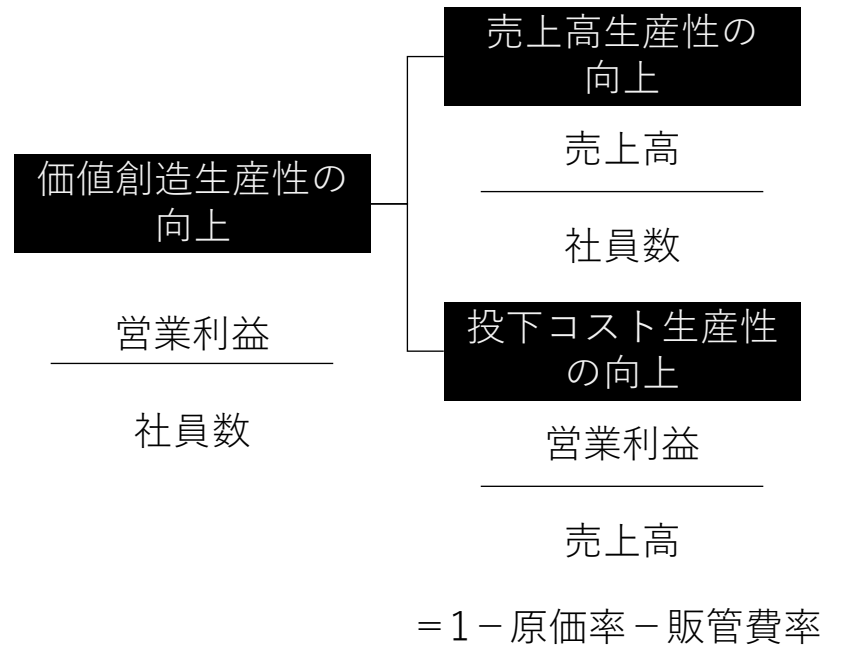 価値創造生産性の
向上
営業利益
社員数
売上高生産性の
向上
売上高
社員数
投下コスト生産性
の向上
営業利益
売上高
＝1－原価率－販管費率